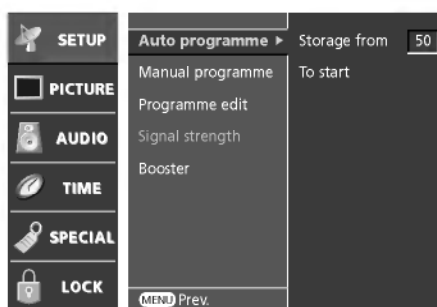 SETUP
PICTURE
AUDIO
TIME
SPECIAL
LOCK
Auto programme ►
Manual programme
Programme edit
Signal strength
Booster
MENU Prev.
Storage from 50
To start